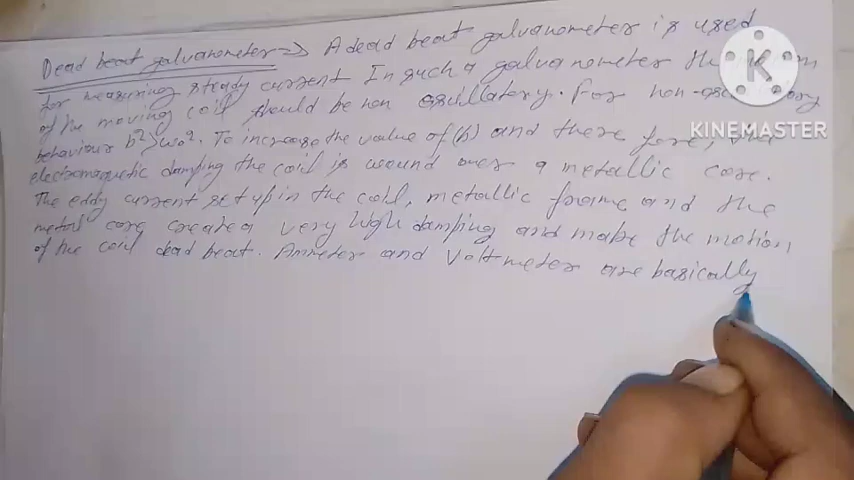 Dead beat galvanometer => A dead beat galvanometer is used
for measuring steady current In such a galvanometer the
of the moving coil should be non oscillatory. For non-
behaviour b²>ωo². To increase the value of (b) and there fore, the
electromagnetic damping the coil is wound over a metallic core.
The eddy current set up in the coil, metallic frame and the
metal core create a very high damping and make the motion
of the coil dead beat. Ammeter and Voltmeter are basically
K
KINEMASTER